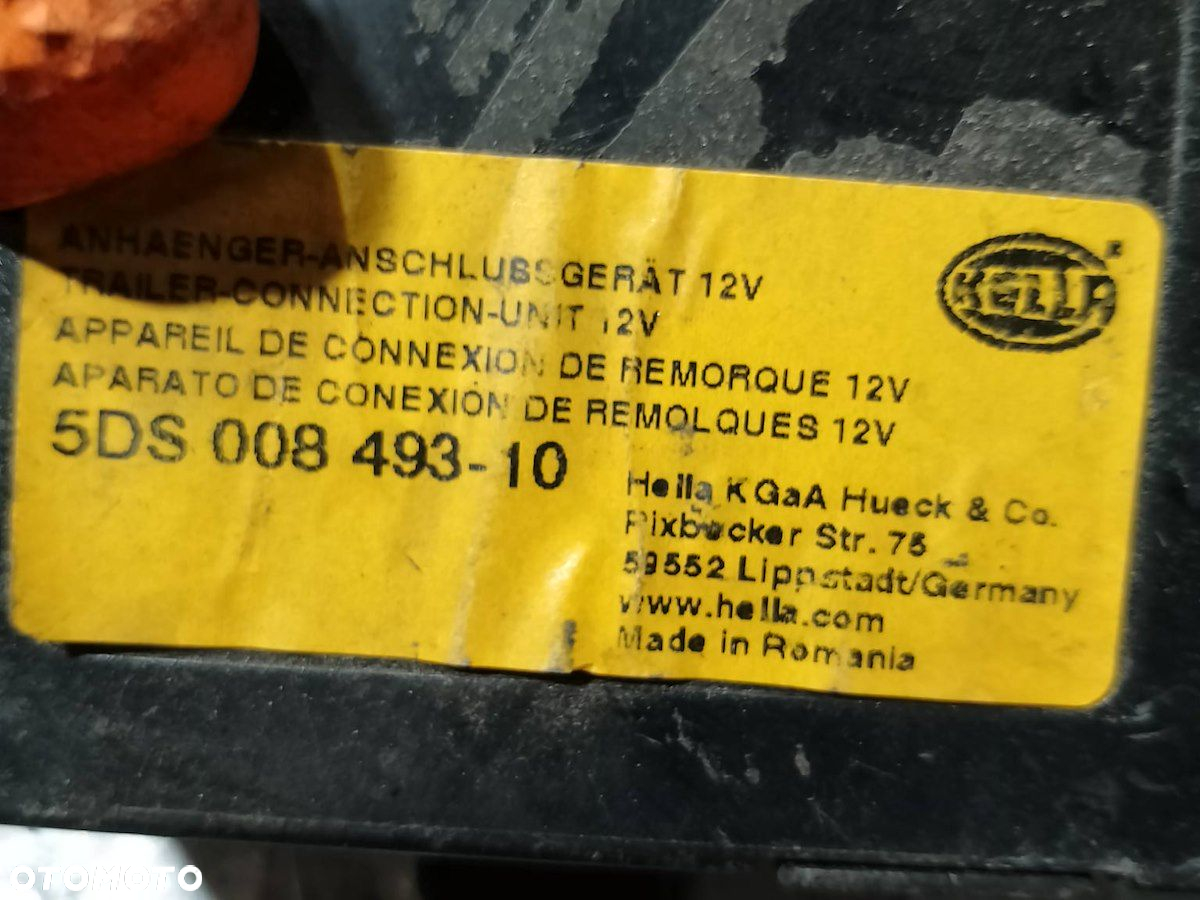 ANHAENGER-ANSCHLUSSGERÄT 12V
TRAILER-CONNECTION-UNIT 12V
APPAREIL DE CONNEXION DE REMORQUE 12V
APARATO DE CONEXIÓN DE REMOLQUES 12V
5DS 008 493-10
HELLA
Hella KGaA Hueck & Co.
Rixbecker Str. 75
59552 Lippstadt/Germany
www.hella.com
Made in Romania
OTOMOTO